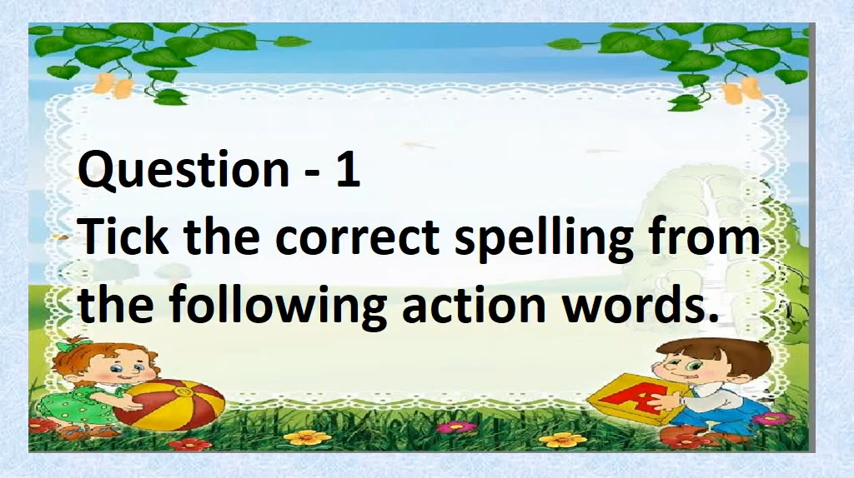 Question - 1
Tick the correct spelling from
the following action words.